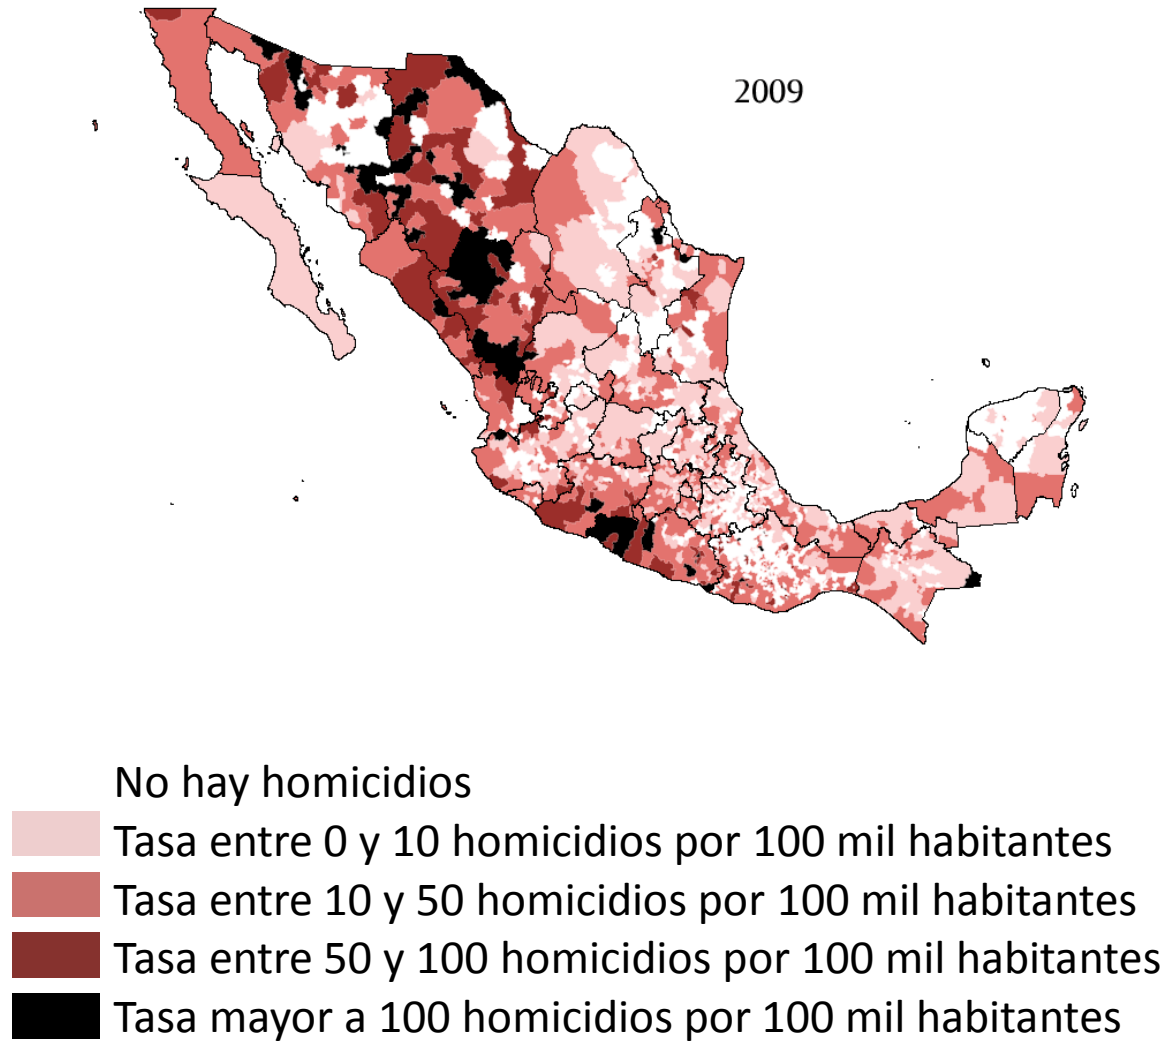 2009
No hay homicidios
Tasa entre 0 y 10 homicidios por 100 mil habitantes
Tasa entre 10 y 50 homicidios por 100 mil habitantes
Tasa entre 50 y 100 homicidios por 100 mil habitantes
Tasa mayor a 100 homicidios por 100 mil habitantes